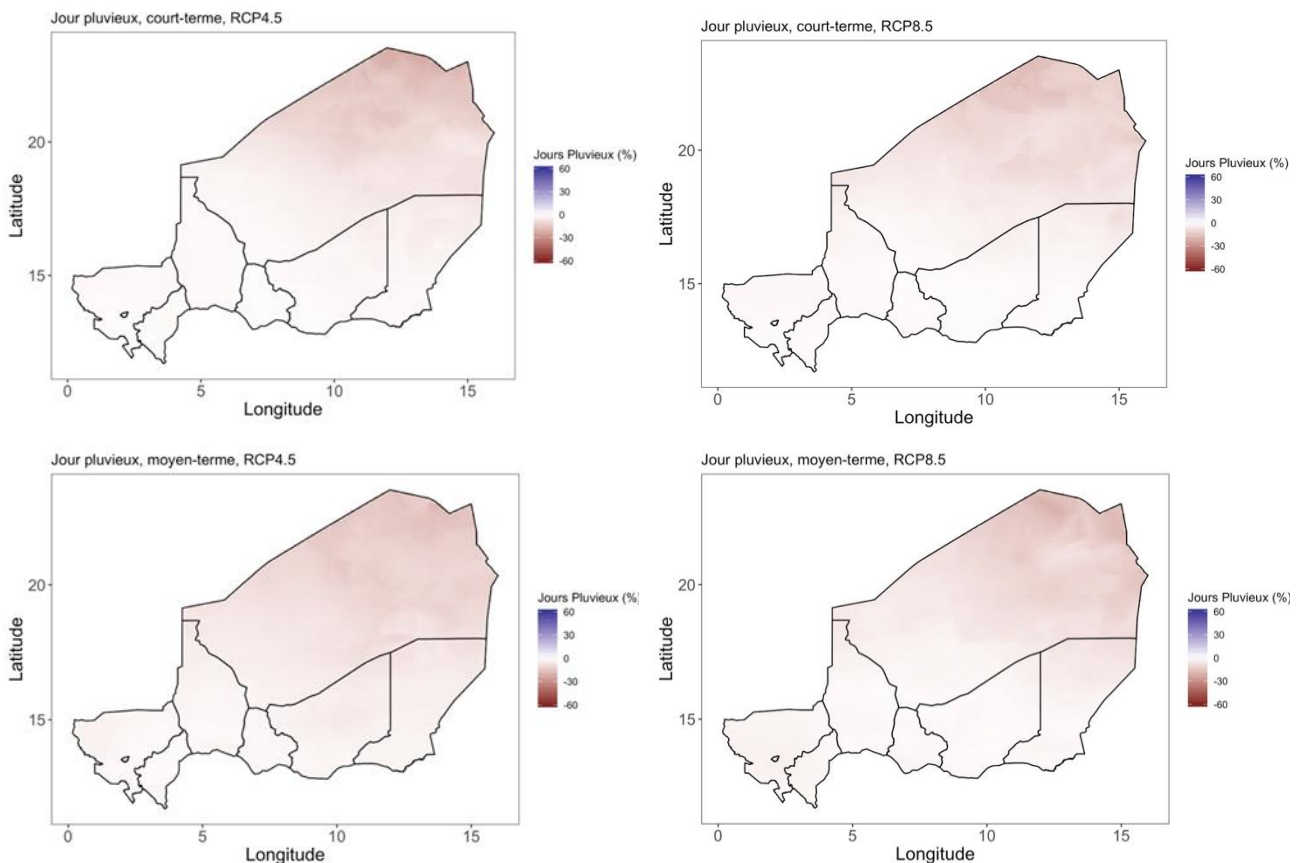 Jour pluvieux, court-terme, RCP4.5
Latitude
20
15
Jours Pluvieux (%)
60
30
0
-30
-60
0
5
10
15
Longitude
Jour pluvieux, court-terme, RCP8.5
Latitude
20
15
Jours Pluvieux (%)
60
30
0
-30
-60
0
5
10
15
Longitude
Jour pluvieux, moyen-terme, RCP4.5
Latitude
20
15
Jours Pluvieux (%)
60
30
0
-30
-60
0
5
10
15
Longitude
Jour pluvieux, moyen-terme, RCP8.5
Latitude
20
15
Jours Pluvieux (%)
60
30
0
-30
-60
0
5
10
15
Longitude